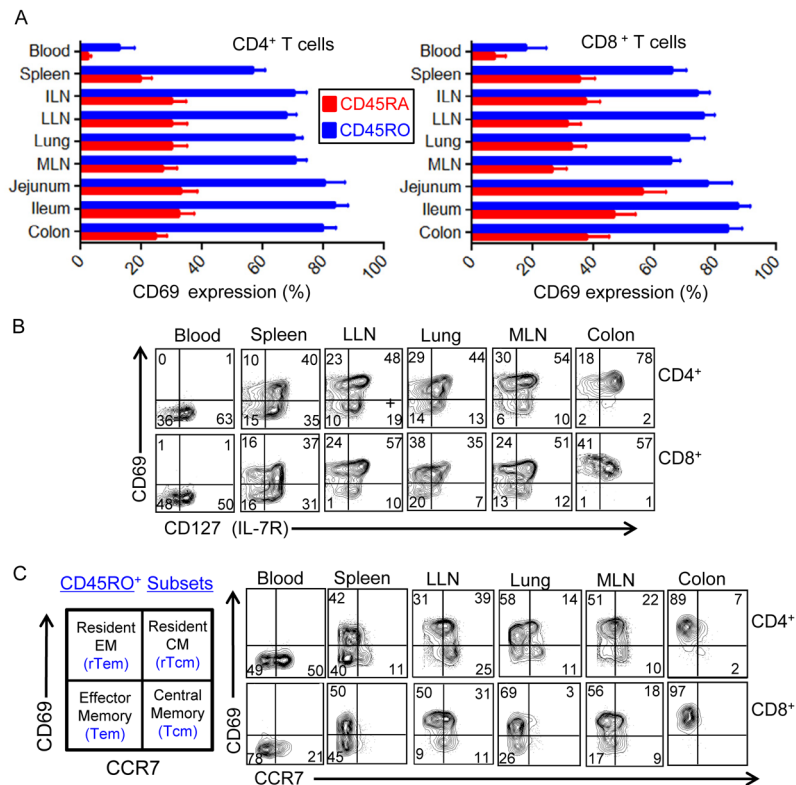 A
CD4+ T cells
Blood
Spleen
ILN
LLN
Lung
MLN
Jejunum
Ileum
Colon
0 20 40 60 80 100
CD69 expression (%)
CD45RA
CD45RO
CD8 + T cells
Blood
Spleen
ILN
LLN
Lung
MLN
Jejunum
Ileum
Colon
0 20 40 60 80 100
CD69 expression (%)
B
Blood Spleen LLN Lung MLN Colon
0 1 10 40 23 48 29 44 30 54 18 78
CD4+
36 63 15 35 10 19 14 13 6 10 2 2
1 1 16 37 24 57 38 35 24 51 41 57
CD8+
48 50 16 31 1 10 20 7 13 12 1 1
CD69
CD127 (IL-7R)
C
CD45RO+ Subsets
Resident EM (rTem)
Resident CM (rTcm)
Effector Memory (Tem)
Central Memory (Tcm)
CD69
CCR7
Blood Spleen LLN Lung MLN Colon
42 31 39 58 14 51 22 89 7
CD4+
49 50 40 11 25 11 10 2
50 50 31 69 3 56 18 97
CD8+
78 21 45 9 11 26 17 9
CD69
CCR7